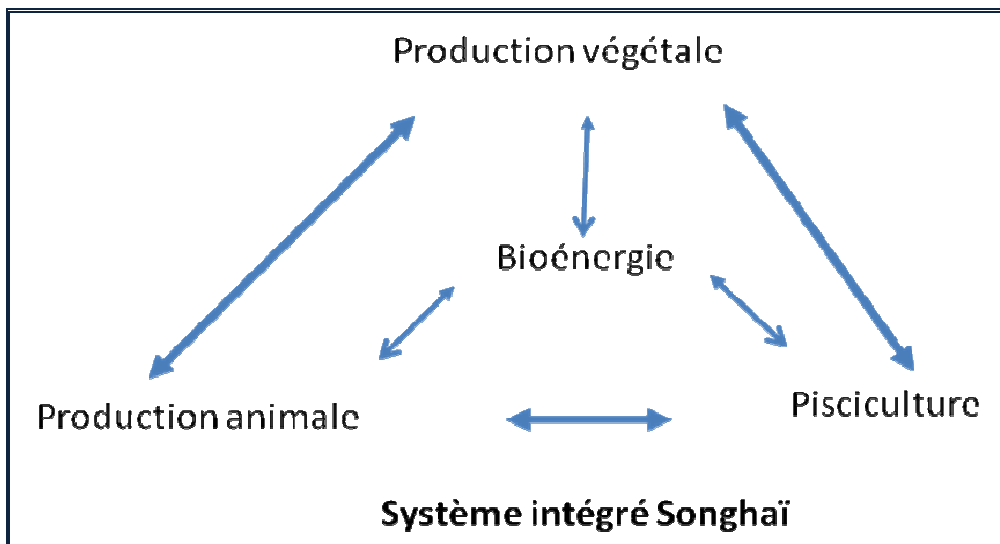 Production végétale
Bioénergie
Production animale
Pisciculture
Système intégré Songhaï